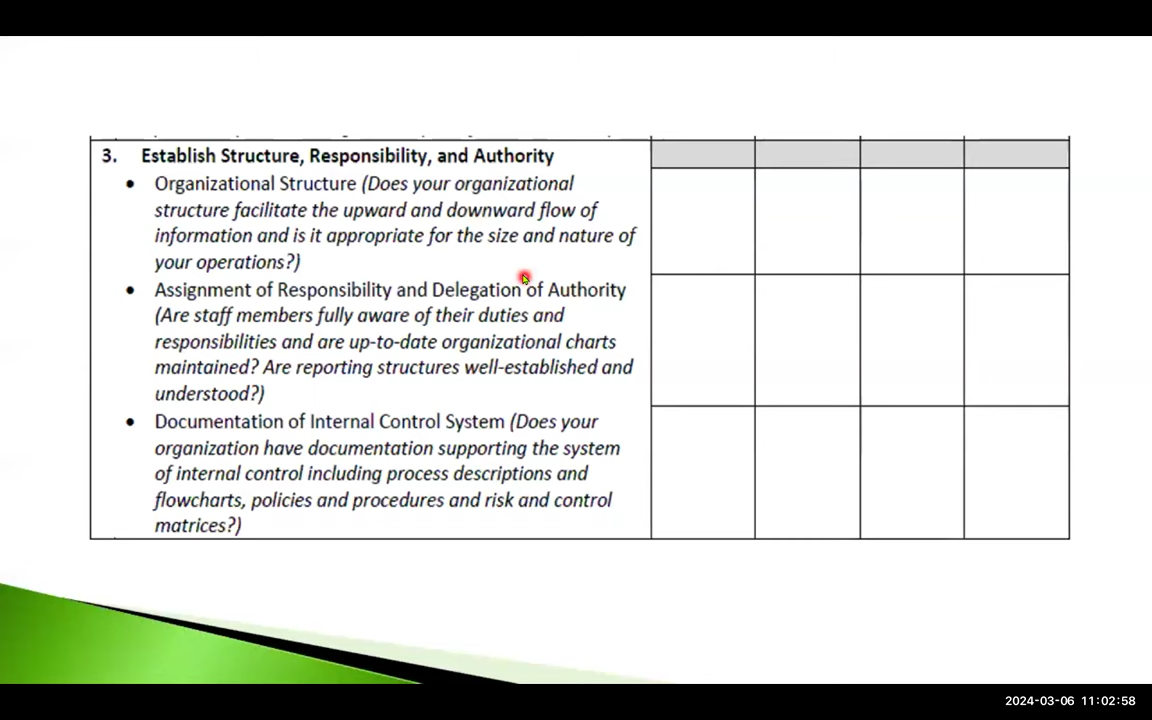 3. Establish Structure, Responsibility, and Authority
• Organizational Structure (Does your organizational
structure facilitate the upward and downward flow of
information and is it appropriate for the size and nature of
your operations?)
• Assignment of Responsibility and Delegation of Authority
(Are staff members fully aware of their duties and
responsibilities and are up-to-date organizational charts
maintained? Are reporting structures well-established and
understood?)
• Documentation of Internal Control System (Does your
organization have documentation supporting the system
of internal control including process descriptions and
flowcharts, policies and procedures and risk and control
matrices?)
2024-03-06 11:02:58